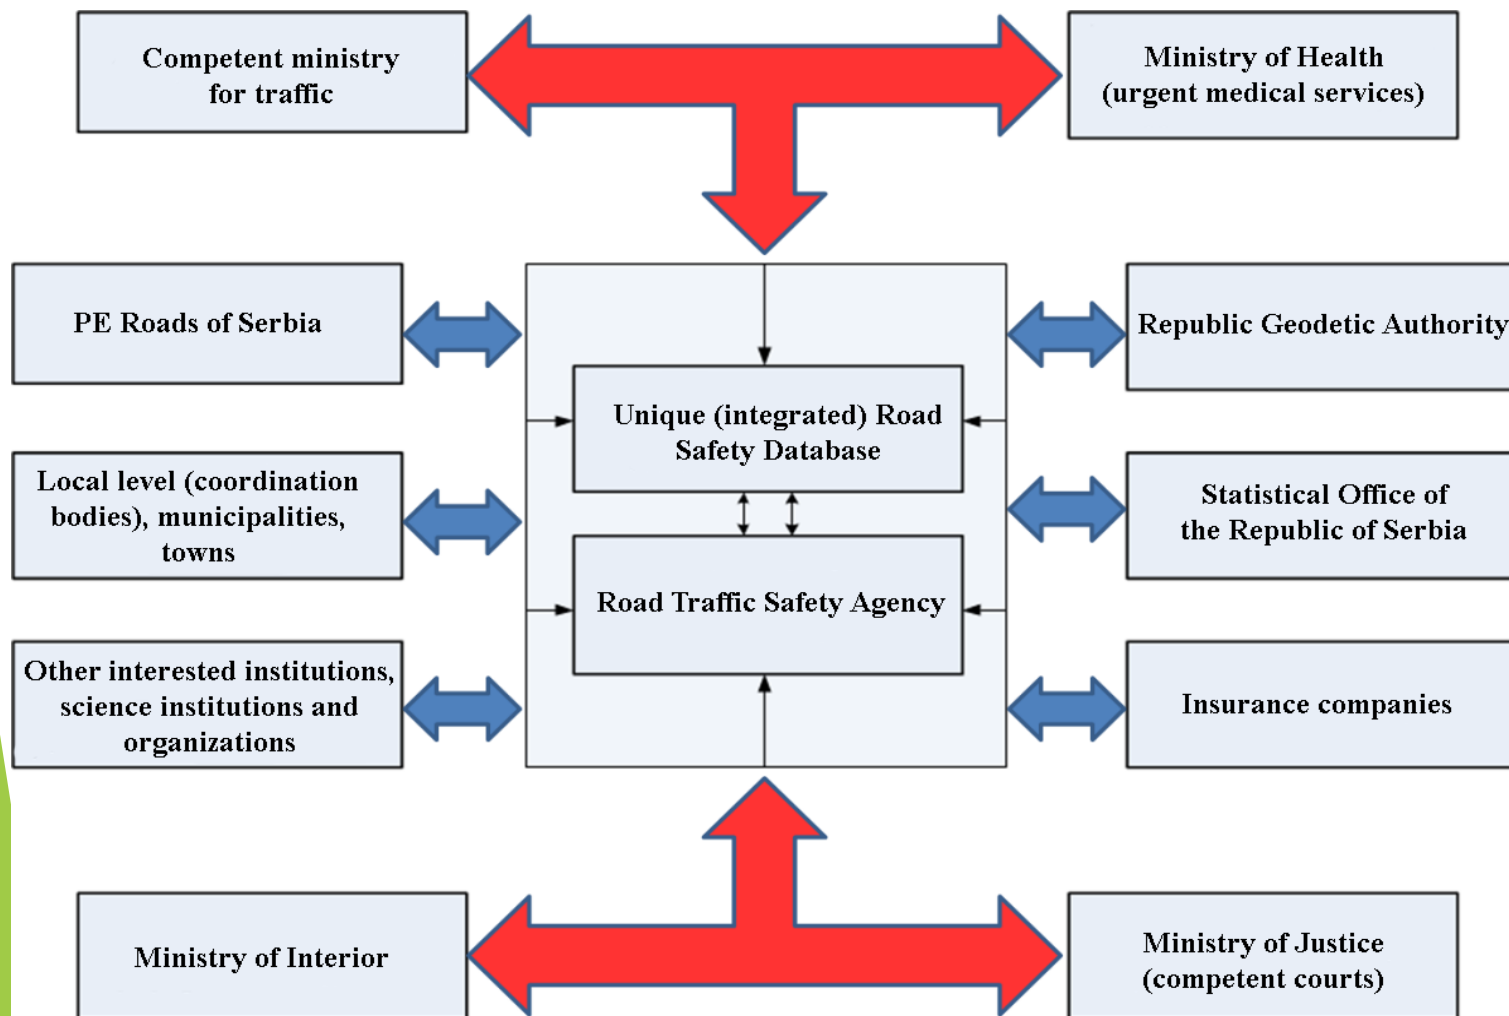 Competent ministry
for traffic
Ministry of Health
(urgent medical services)
PE Roads of Serbia
Republic Geodetic Authority
Unique (integrated) Road
Safety Database
Local level (coordination
bodies), municipalities,
towns
Statistical Office of
the Republic of Serbia
Road Traffic Safety Agency
Other interested institutions,
science institutions and
organizations
Insurance companies
Ministry of Interior
Ministry of Justice
(competent courts)